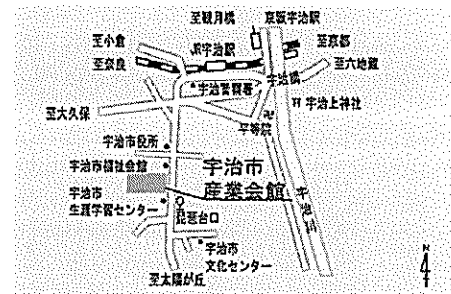 至観月橋
京阪宇治駅
至小倉
JR宇治駅
至京都
至奈良
至六地蔵
宇治橋
宇治警察署
宇治上神社
至大久保
平等院
宇治市役所
宇治市福祉会館
宇治市
産業会館
宇治川
宇治市
生涯学習センター
琵琶台口
宇治市
文化センター
至太陽が丘
N